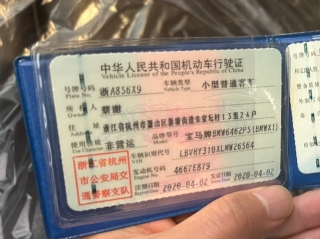 中华人民共和国机动车行驶证
Vehicle License of the People's Republic of China
号牌号码 浙A856X9 车辆类型 小型普通客车
Plate No. Vehicle Type
所有人 蔡谢
住址 浙江省杭州市萧山区新塘街道朱家坛村13组24户
Address
使用性质 非营运 品牌型号 宝马牌BMW6462PS(BMWX1)
Use Character
浙江省杭州市公安局交通警察支队
车辆识别代号 LBVHY310XLMW26564
VIN
发动机号码 4667E879
Engine No.
注册日期 2020-04-02 发证日期 2020-04-02